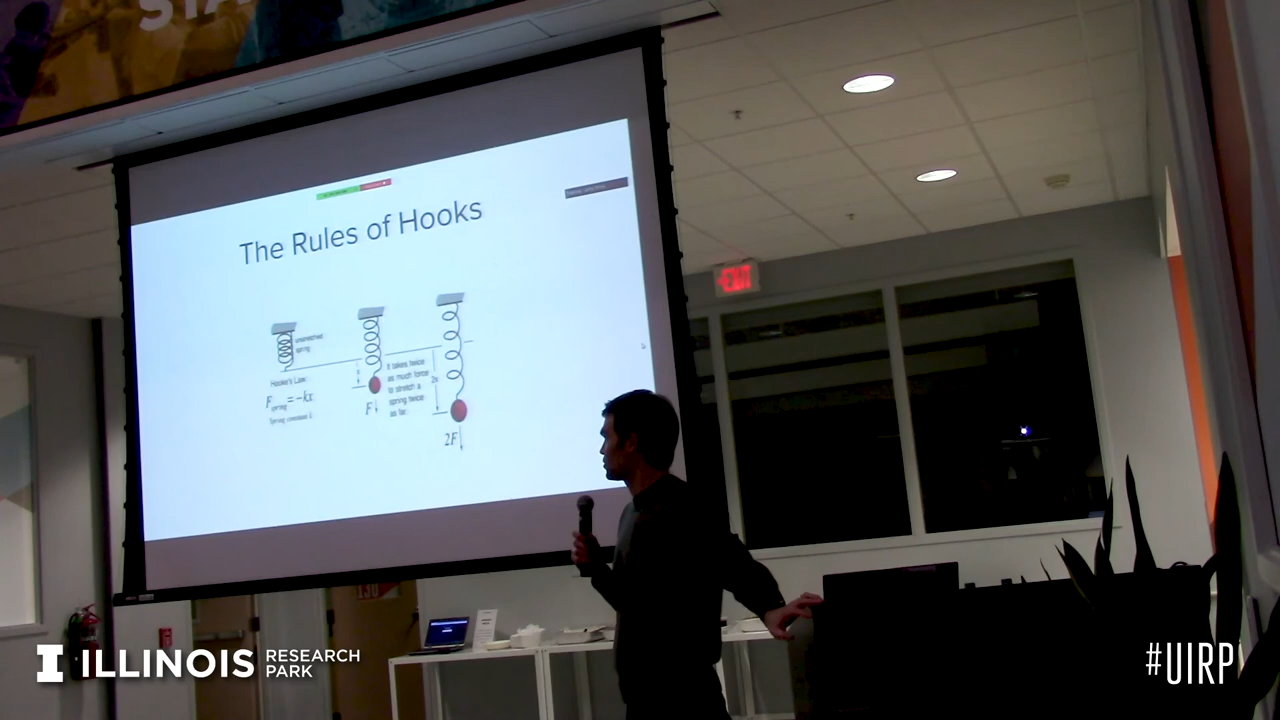 STA
The Rules of Hooks
unstretched
spring
Hooke's Law
F spring = -kx
Spring constant k
x
F
It takes twice
as much force
to stretch a
spring twice
as far.
2x
2F
EXIT
ILLINOIS RESEARCH PARK
#UIRP